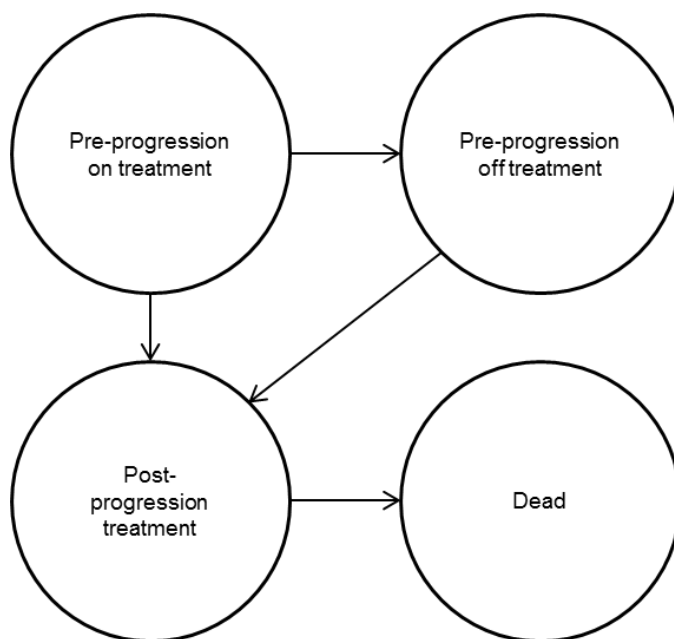 Pre-progression
on treatment
Pre-progression
off treatment
Post-
progression
treatment
Dead